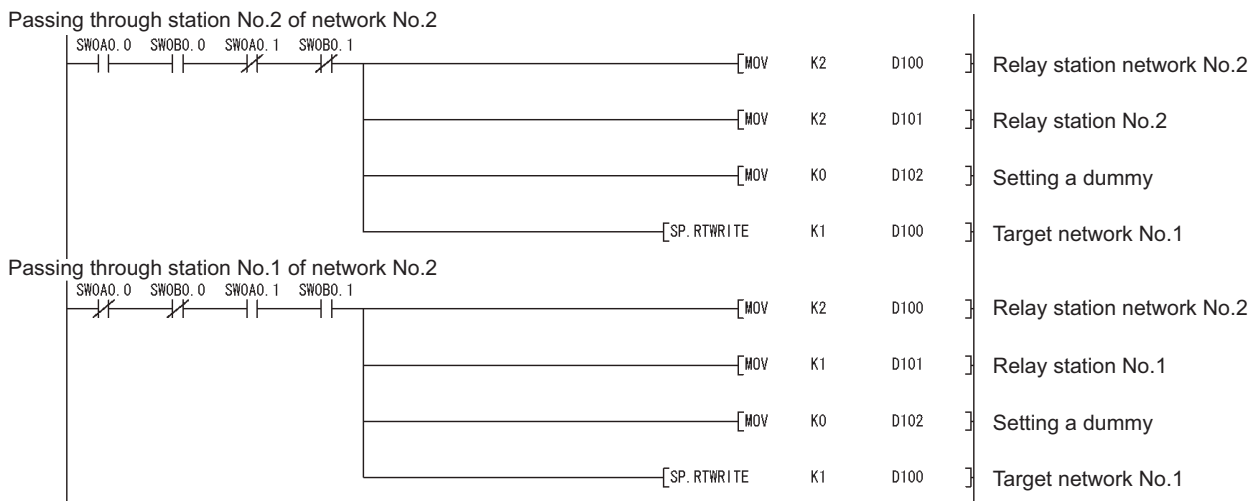 Passing through station No.2 of network No.2
SW0A0.0 SW0B0.0 SW0A0.1 SW0B0.1
[MOV K2 D100 ] Relay station network No.2
[MOV K2 D101 ] Relay station No.2
[MOV K0 D102 ] Setting a dummy
[SP.RTWRITE K1 D100 ] Target network No.1
Passing through station No.1 of network No.2
SW0A0.0 SW0B0.0 SW0A0.1 SW0B0.1
[MOV K2 D100 ] Relay station network No.2
[MOV K1 D101 ] Relay station No.1
[MOV K0 D102 ] Setting a dummy
[SP.RTWRITE K1 D100 ] Target network No.1